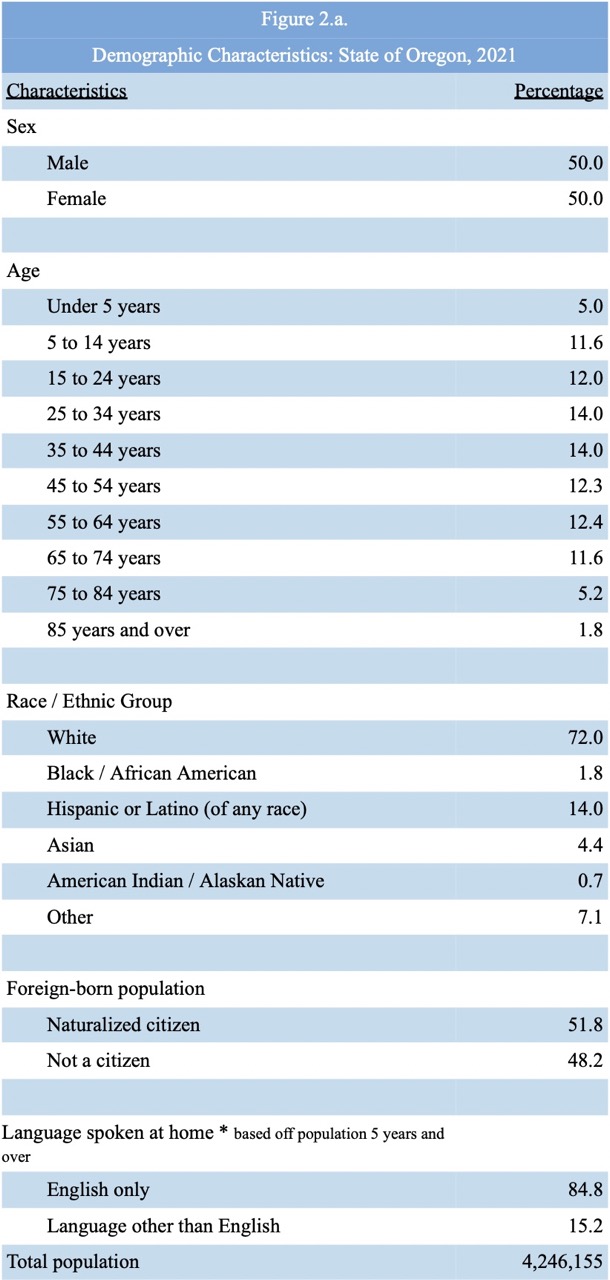 Figure 2.a.
Demographic Characteristics: State of Oregon, 2021
Characteristics Percentage
Sex
Male 50.0
Female 50.0
Age
Under 5 years 5.0
5 to 14 years 11.6
15 to 24 years 12.0
25 to 34 years 14.0
35 to 44 years 14.0
45 to 54 years 12.3
55 to 64 years 12.4
65 to 74 years 11.6
75 to 84 years 5.2
85 years and over 1.8
Race / Ethnic Group
White 72.0
Black / African American 1.8
Hispanic or Latino (of any race) 14.0
Asian 4.4
American Indian / Alaskan Native 0.7
Other 7.1
Foreign-born population
Naturalized citizen 51.8
Not a citizen 48.2
Language spoken at home * based off population 5 years and
over
English only 84.8
Language other than English 15.2
Total population 4,246,155